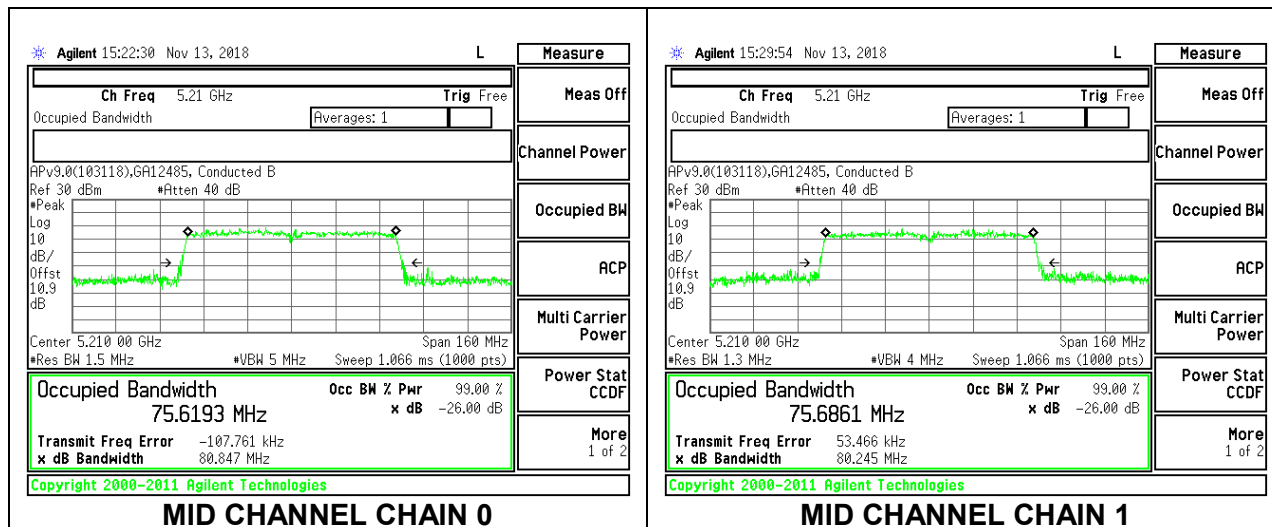 Agilent 15:22:30 Nov 13, 2018 L
Measure
Ch Freq 5.21 GHz Trig Free
Occupied Bandwidth Averages: 1
APv9.0(103118),GA12485, Conducted B
Ref 30 dBm #Atten 40 dB
#Peak
Log
10
dB/
Offst
10.9
dB
Center 5.210 00 GHz Span 160 MHz
#Res BW 1.5 MHz #VBW 5 MHz Sweep 1.066 ms (1000 pts)
Occupied Bandwidth Occ BW % Pwr 99.00 %
75.6193 MHz x dB -26.00 dB
Transmit Freq Error -107.761 kHz
x dB Bandwidth 80.847 MHz
Copyright 2000-2011 Agilent Technologies
Meas Off
Channel Power
Occupied BW
ACP
Multi Carrier
Power
Power Stat
CCDF
More
1 of 2
MID CHANNEL CHAIN 0
Agilent 15:29:54 Nov 13, 2018 L
Measure
Ch Freq 5.21 GHz Trig Free
Occupied Bandwidth Averages: 1
APv9.0(103118),GA12485, Conducted B
Ref 30 dBm #Atten 40 dB
#Peak
Log
10
dB/
Offst
10.9
dB
Center 5.210 00 GHz Span 160 MHz
#Res BW 1.3 MHz #VBW 4 MHz Sweep 1.066 ms (1000 pts)
Occupied Bandwidth Occ BW % Pwr 99.00 %
75.6861 MHz x dB -26.00 dB
Transmit Freq Error 53.466 kHz
x dB Bandwidth 80.245 MHz
Copyright 2000-2011 Agilent Technologies
Meas Off
Channel Power
Occupied BW
ACP
Multi Carrier
Power
Power Stat
CCDF
More
1 of 2
MID CHANNEL CHAIN 1